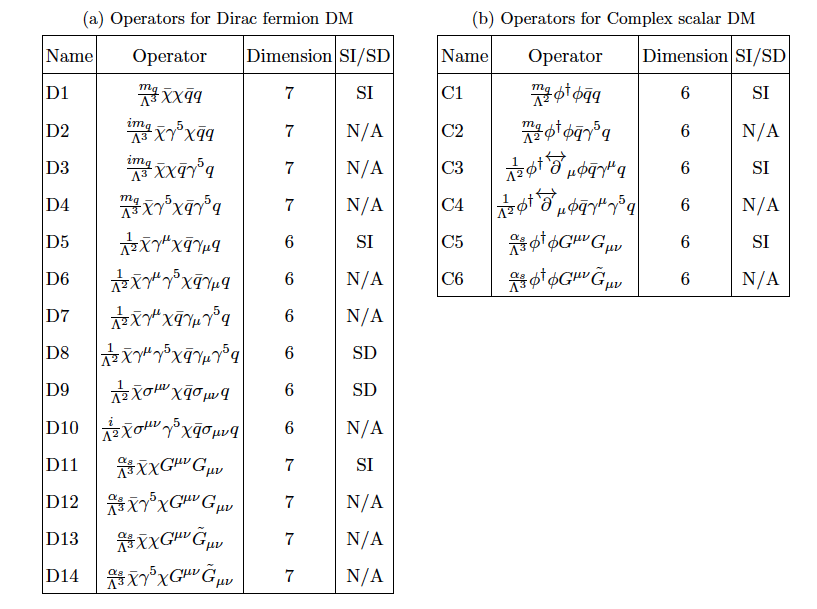 (a) Operators for Dirac fermion DM
Name Operator Dimension SI/SD
D1 $\frac{m_q}{\Lambda^3}\bar{\chi}\chi\bar{q}q$ 7 SI
D2 $\frac{im_q}{\Lambda^3}\bar{\chi}\gamma^5\chi\bar{q}q$ 7 N/A
D3 $\frac{im_q}{\Lambda^3}\bar{\chi}\chi\bar{q}\gamma^5q$ 7 N/A
D4 $\frac{m_q}{\Lambda^3}\bar{\chi}\gamma^5\chi\bar{q}\gamma^5q$ 7 N/A
D5 $\frac{1}{\Lambda^2}\bar{\chi}\gamma^\mu\chi\bar{q}\gamma_\mu q$ 6 SI
D6 $\frac{1}{\Lambda^2}\bar{\chi}\gamma^\mu\gamma^5\chi\bar{q}\gamma_\mu q$ 6 N/A
D7 $\frac{1}{\Lambda^2}\bar{\chi}\gamma^\mu\chi\bar{q}\gamma_\mu\gamma^5q$ 6 N/A
D8 $\frac{1}{\Lambda^2}\bar{\chi}\gamma^\mu\gamma^5\chi\bar{q}\gamma_\mu\gamma^5q$ 6 SD
D9 $\frac{1}{\Lambda^2}\bar{\chi}\sigma^{\mu\nu}\chi\bar{q}\sigma_{\mu\nu}q$ 6 SD
D10 $\frac{i}{\Lambda^2}\bar{\chi}\sigma^{\mu\nu}\gamma^5\chi\bar{q}\sigma_{\mu\nu}q$ 6 N/A
D11 $\frac{\alpha_s}{\Lambda^3}\bar{\chi}\chi G^{\mu\nu}G_{\mu\nu}$ 7 SI
D12 $\frac{\alpha_s}{\Lambda^3}\bar{\chi}\gamma^5\chi G^{\mu\nu}G_{\mu\nu}$ 7 N/A
D13 $\frac{\alpha_s}{\Lambda^3}\bar{\chi}\chi G^{\mu\nu}\tilde{G}_{\mu\nu}$ 7 N/A
D14 $\frac{\alpha_s}{\Lambda^3}\bar{\chi}\gamma^5\chi G^{\mu\nu}\tilde{G}_{\mu\nu}$ 7 N/A
(b) Operators for Complex scalar DM
Name Operator Dimension SI/SD
C1 $\frac{m_q}{\Lambda^2}\phi^\dagger\phi\bar{q}q$ 6 SI
C2 $\frac{m_q}{\Lambda^2}\phi^\dagger\phi\bar{q}\gamma^5q$ 6 N/A
C3 $\frac{1}{\Lambda^2}\phi^\dagger\overleftrightarrow{\partial}_\mu\phi\bar{q}\gamma^\mu q$ 6 SI
C4 $\frac{1}{\Lambda^2}\phi^\dagger\overleftrightarrow{\partial}_\mu\phi\bar{q}\gamma^\mu\gamma^5q$ 6 N/A
C5 $\frac{\alpha_s}{\Lambda^3}\phi^\dagger\phi G^{\mu\nu}G_{\mu\nu}$ 6 SI
C6 $\frac{\alpha_s}{\Lambda^3}\phi^\dagger\phi G^{\mu\nu}\tilde{G}_{\mu\nu}$ 6 N/A